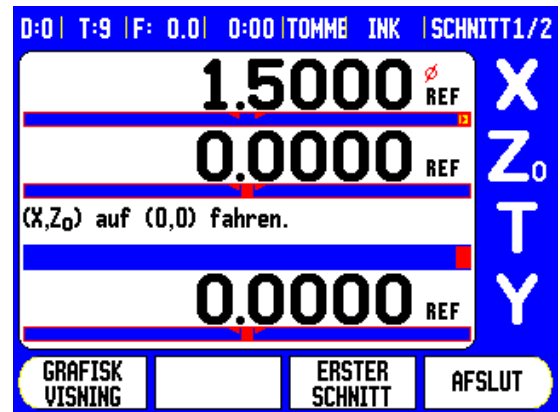 D:0 | T:9 | F: 0.0 | 0:00 | TOMME INK | SCHNITT1/2
1.5000 Ø REF X
0.0000 REF Z0
(X,Z0) auf (0,0) fahren.
T
0.0000 REF Y
GRAFISK VISNING
ERSTER SCHNITT
AFSLUT